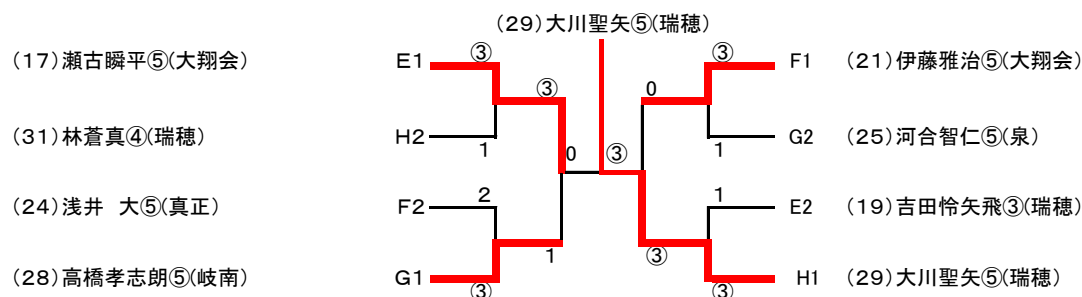 (29)大川聖矢⑤(瑞穂)
(17)瀬古瞬平⑤(大翔会) E1 ③ ③ 0 ③ F1 (21)伊藤雅治⑤(大翔会)
(31)林蒼真④(瑞穂) H2 1 0 ③ 1 G2 (25)河合智仁⑤(泉)
(24)浅井 大⑤(真正) F2 2 1 E2 (19)吉田怜矢飛③(瑞穂)
(28)高橋孝志朗⑤(岐南) G1 ③ 1 ③ ③ H1 (29)大川聖矢⑤(瑞穂)